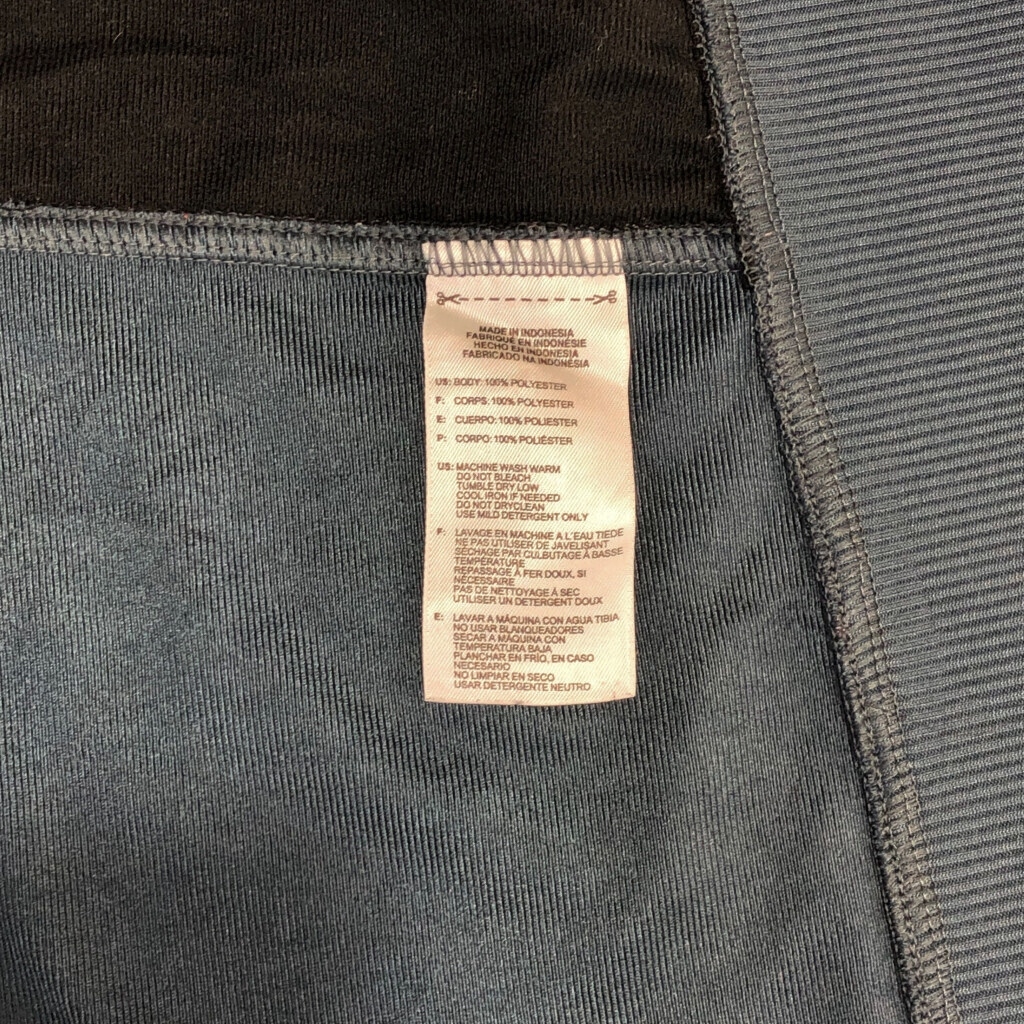 MADE IN INDONESIA
FABRIQUE EN INDONÉSIE
HECHO EN INDONESIA
FABRICADO NA INDONÉSIA
US: BODY: 100% POLYESTER
F: CORPS: 100% POLYESTER
E: CUERPO: 100% POLIESTER
P: CORPO: 100% POLIÉSTER
US: MACHINE WASH WARM
DO NOT BLEACH
TUMBLE DRY LOW
COOL IRON IF NEEDED
DO NOT DRYCLEAN
USE MILD DETERGENT ONLY
F: LAVAGE EN MACHINE A L'EAU TIEDE
NE PAS UTILISER DE JAVELISANT
SÉCHAGE PAR CULBUTAGE À BASSE
TEMPÉRATURE
REPASSAGE À FER DOUX, SI
NÉCESSAIRE
PAS DE NETTOYAGE À SEC
UTILISER UN DETERGENT DOUX
E: LAVAR A MÁQUINA CON AGUA TIBIA
NO USAR BLANQUEADORES
SECAR A MÁQUINA CON
TEMPERATURA BAJA
PLANCHAR EN FRÍO, EN CASO
NECESARIO
NO LIMPIAR EN SECO
USAR DETERGENTE NEUTRO